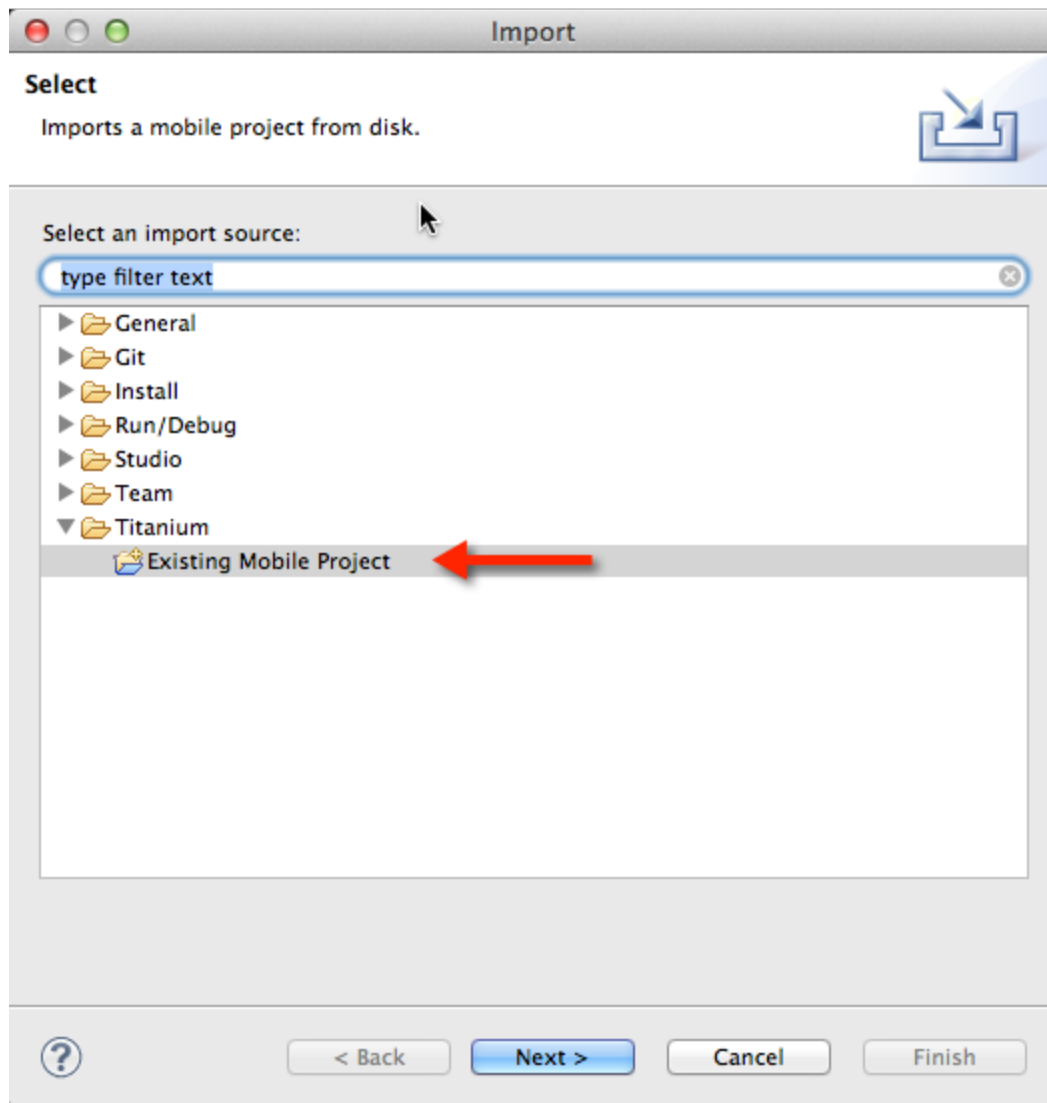 Import
Select
Imports a mobile project from disk.
Select an import source:
type filter text
General
Git
Install
Run/Debug
Studio
Team
Titanium
Existing Mobile Project
?
< Back Next > Cancel Finish